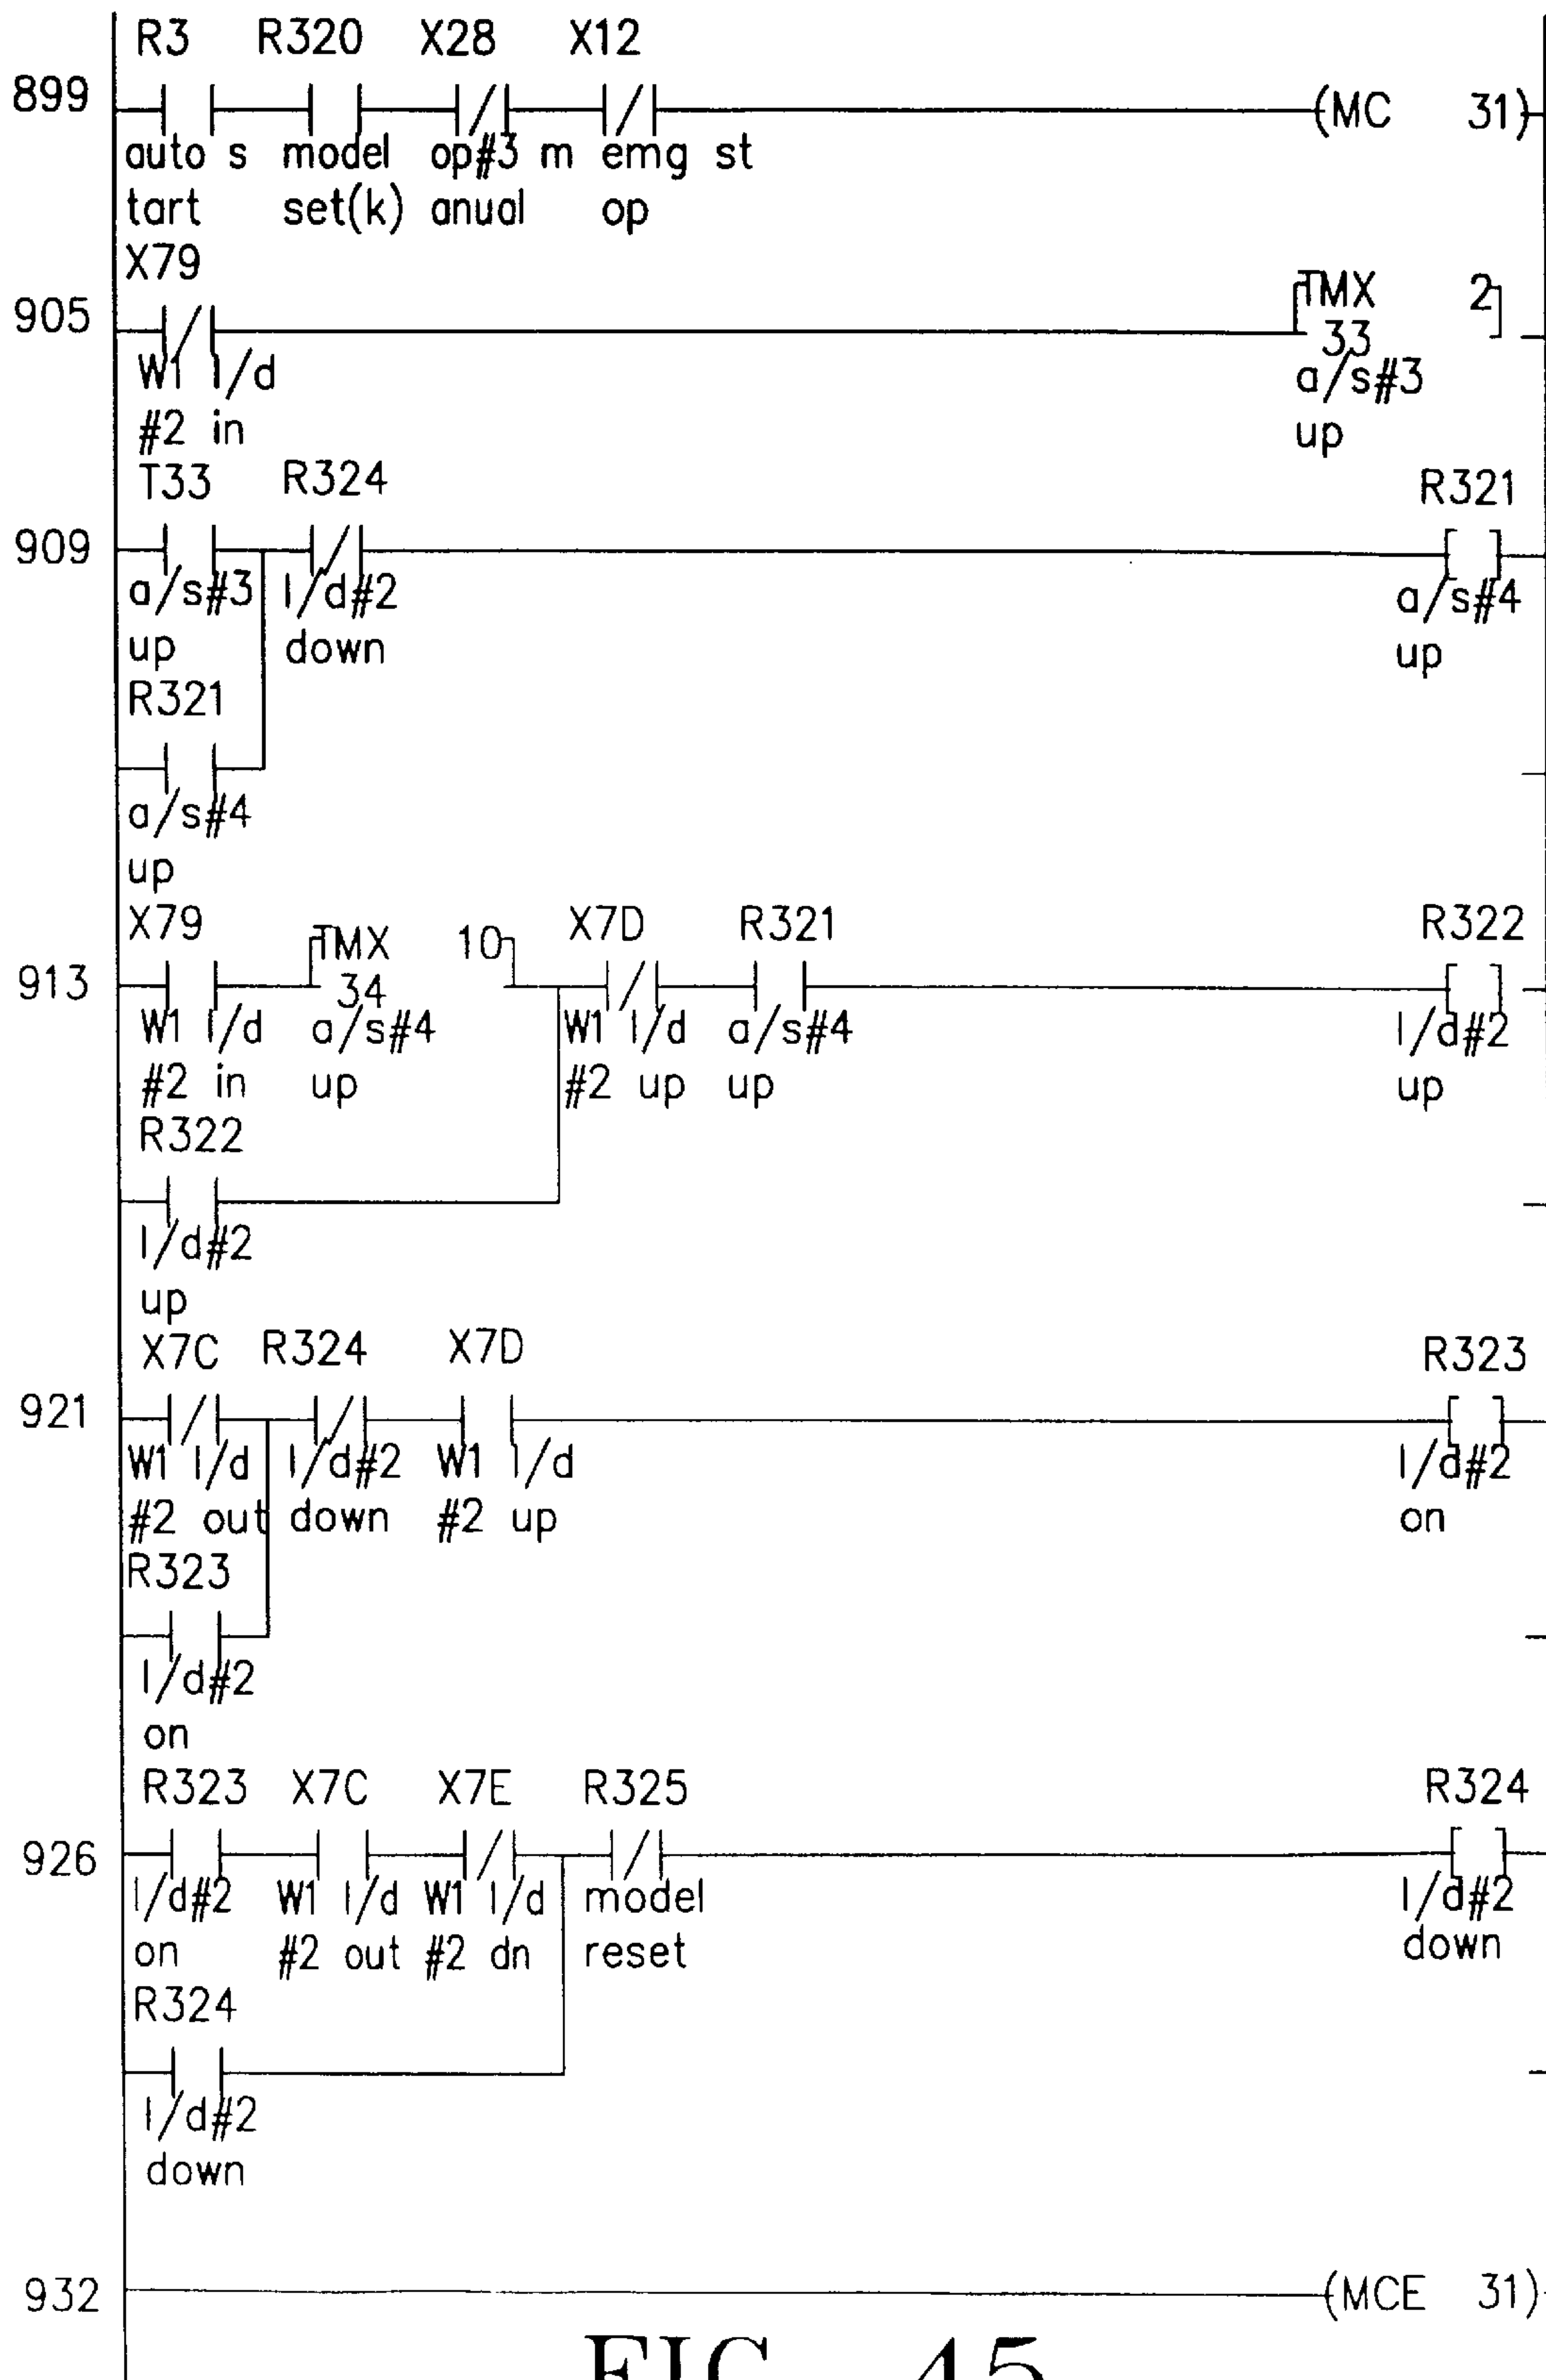 R3 R320 X28 X12
899 (MC 31)
auto s model op#3 m emg st
tart set(k) anual op
X79
905 TMX 2
33
W1 l/d a/s#3
#2 in up
T33 R324 R321
909
a/s#3 l/d#2 a/s#4
up down up
R321
a/s#4
up
X79 TMX 10 X7D R321 R322
913 34
W1 l/d a/s#4 W1 l/d a/s#4 l/d#2
#2 in up #2 up up up
R322
l/d#2
up
X7C R324 X7D R323
921
W1 l/d l/d#2 W1 l/d l/d#2
#2 out down #2 up on
R323
l/d#2
on
R323 X7C X7E R325 R324
926
l/d#2 W1 l/d W1 l/d model l/d#2
on #2 out #2 dn reset down
R324
l/d#2
down
932 (MCE 31)
FIG. 45